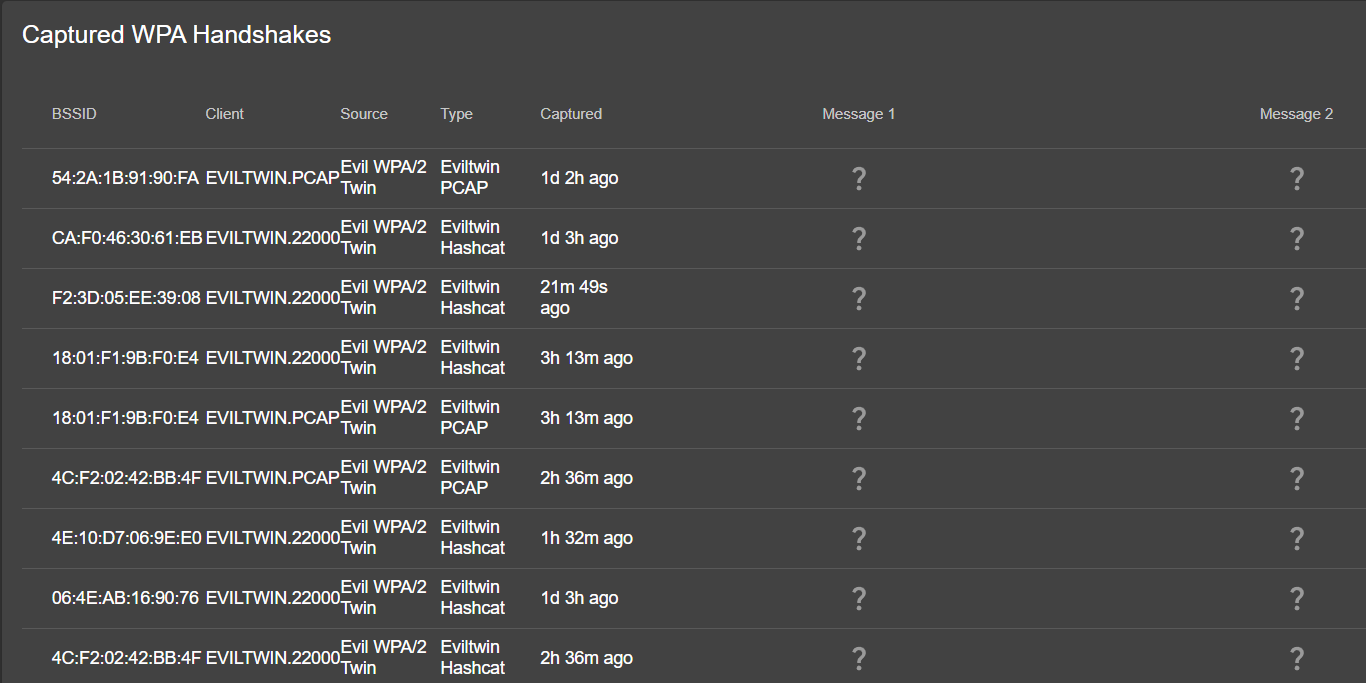 Captured WPA Handshakes
BSSID Client Source Type Captured Message 1 Message 2
54:2A:1B:91:90:FA EVILTWIN.PCAP Evil WPA/2 Twin Eviltwin PCAP 1d 2h ago ? ?
CA:F0:46:30:61:EB EVILTWIN.22000 Evil WPA/2 Twin Eviltwin Hashcat 1d 3h ago ? ?
F2:3D:05:EE:39:08 EVILTWIN.22000 Evil WPA/2 Twin Eviltwin Hashcat 21m 49s ago ? ?
18:01:F1:9B:F0:E4 EVILTWIN.22000 Evil WPA/2 Twin Eviltwin Hashcat 3h 13m ago ? ?
18:01:F1:9B:F0:E4 EVILTWIN.PCAP Evil WPA/2 Twin Eviltwin PCAP 3h 13m ago ? ?
4C:F2:02:42:BB:4F EVILTWIN.PCAP Evil WPA/2 Twin Eviltwin PCAP 2h 36m ago ? ?
4E:10:D7:06:9E:E0 EVILTWIN.22000 Evil WPA/2 Twin Eviltwin Hashcat 1h 32m ago ? ?
06:4E:AB:16:90:76 EVILTWIN.22000 Evil WPA/2 Twin Eviltwin Hashcat 1d 3h ago ? ?
4C:F2:02:42:BB:4F EVILTWIN.22000 Evil WPA/2 Twin Eviltwin Hashcat 2h 36m ago ? ?